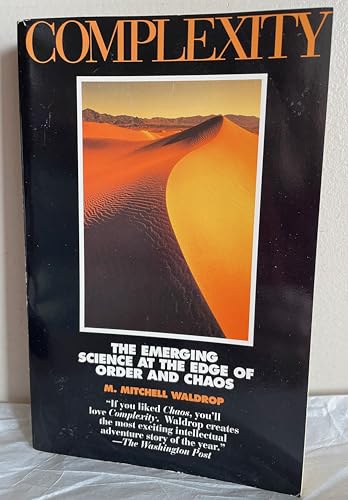 COMPLEXITY
THE EMERGING
SCIENCE AT THE EDGE OF
ORDER AND CHAOS
M. MITCHELL WALDROP
"If you liked Chaos, you'll
love Complexity. Waldrop creates
the most exciting intellectual
adventure story of the year."
—The Washington Post